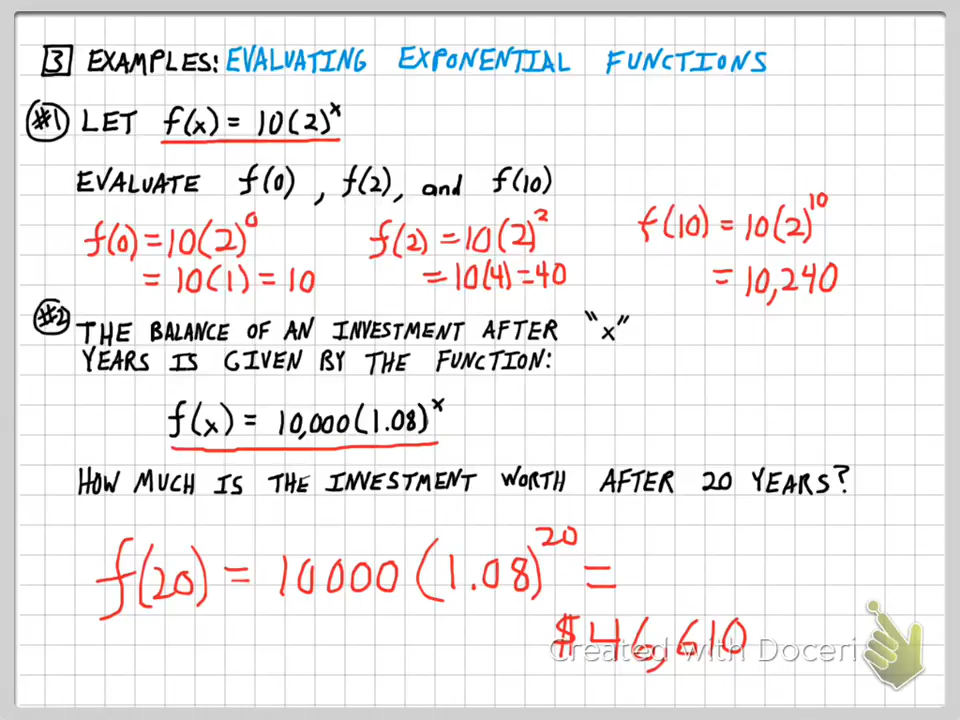 3 EXAMPLES: EVALUATING EXPONENTIAL FUNCTIONS
#1 LET f(x) = 10(2)^x
EVALUATE f(0), f(2), and f(10)
f(0) = 10(2)^0
= 10(1) = 10
f(2) = 10(2)^2
= 10(4) = 40
f(10) = 10(2)^10
= 10,240
#2 THE BALANCE OF AN INVESTMENT AFTER "x"
YEARS IS GIVEN BY THE FUNCTION:
f(x) = 10,000(1.08)^x
HOW MUCH IS THE INVESTMENT WORTH AFTER 20 YEARS?
f(20) = 10000(1.08)^20 =
$46,610
Created with Doceri